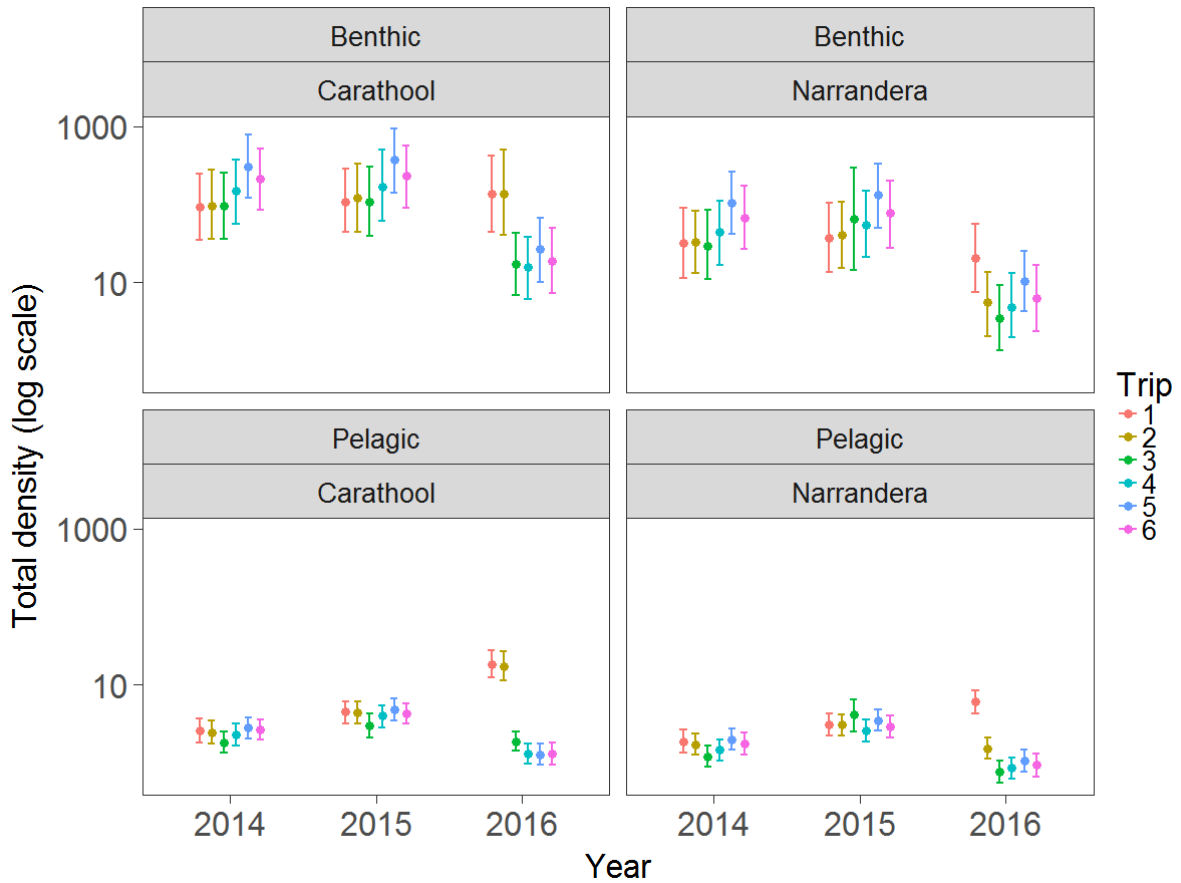 Benthic
Benthic
Carathool
Narrandera
1000
10
Pelagic
Pelagic
Carathool
Narrandera
1000
10
2014
2015
2016
2014
2015
2016
Year
Total density (log scale)
Trip
1
2
3
4
5
6